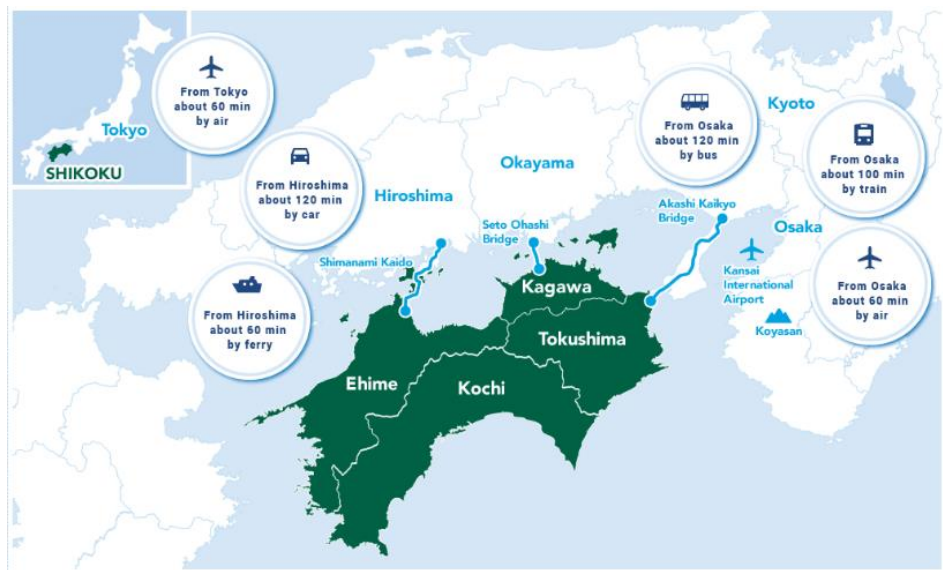 Tokyo
SHIKOKU
From Tokyo
about 60 min
by air
From Hiroshima
about 120 min
by car
From Hiroshima
about 60 min
by ferry
Hiroshima
Okayama
Kyoto
Osaka
From Osaka
about 120 min
by bus
From Osaka
about 100 min
by train
From Osaka
about 60 min
by air
Shimanami Kaido
Seto Ohashi
Bridge
Akashi Kaikyo
Bridge
Kansai
International
Airport
Koyasan
Kagawa
Tokushima
Ehime
Kochi